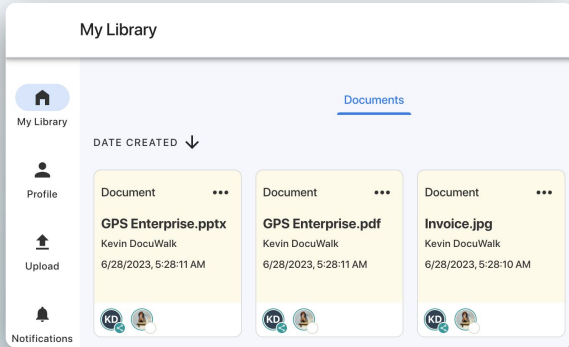 My Library
My Library
Profile
Upload
Notifications
Documents
DATE CREATED
Document
GPS Enterprise.pptx
Kevin DocuWalk
6/28/2023, 5:28:11 AM
KD
Document
GPS Enterprise.pdf
Kevin DocuWalk
6/28/2023, 5:28:11 AM
KD
Document
Invoice.jpg
Kevin DocuWalk
6/28/2023, 5:28:10 AM
KD